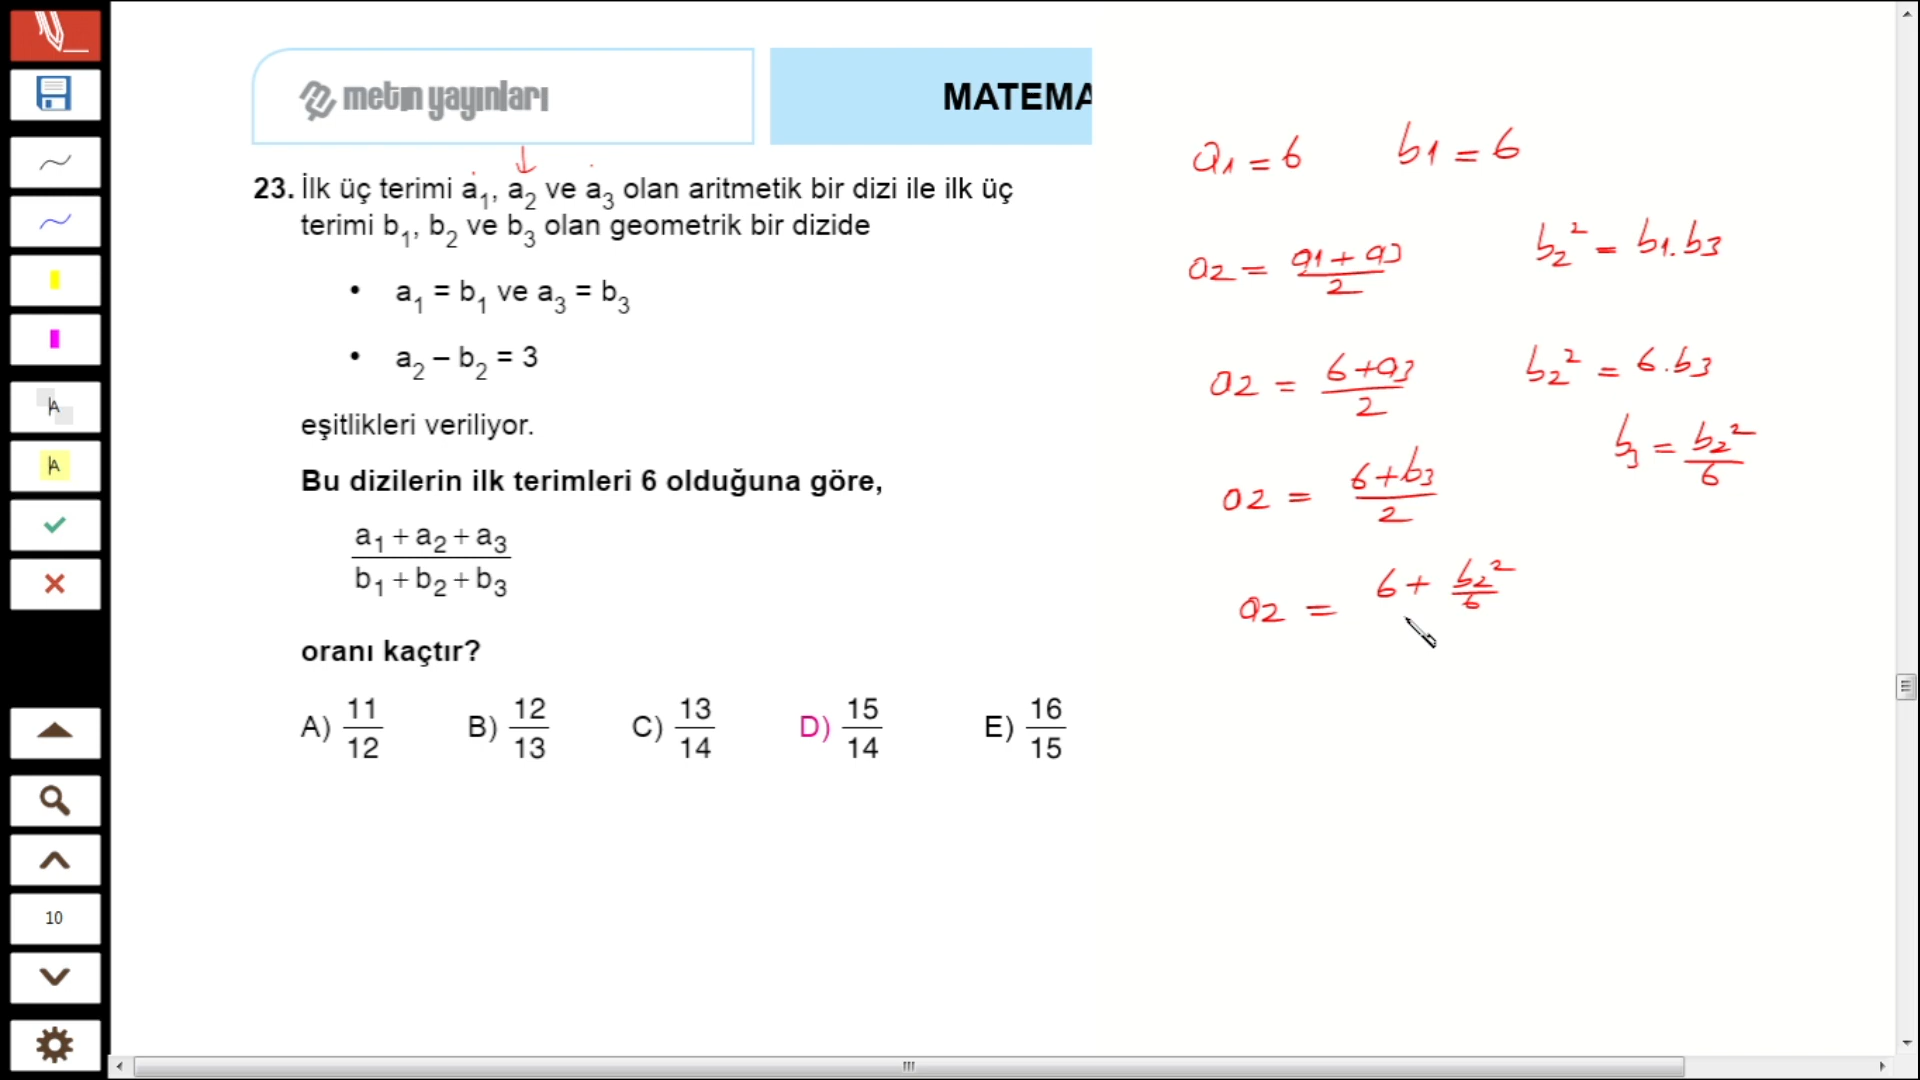 metin yayınları
MATEMA
23. İlk üç terimi a₁, a₂ ve a₃ olan aritmetik bir dizi ile ilk üç
terimi b₁, b₂ ve b₃ olan geometrik bir dizide
• a₁ = b₁ ve a₃ = b₃
• a₂ – b₂ = 3
eşitlikleri veriliyor.
Bu dizilerin ilk terimleri 6 olduğuna göre,
a₁ + a₂ + a₃
b₁ + b₂ + b₃
oranı kaçtır?
A) 11/12 B) 12/13 C) 13/14 D) 15/14 E) 16/15
a1 = 6 b1 = 6
a2 = (a1 + a3)/2 b2² = b1.b3
a2 = (6+a3)/2 b2² = 6.b3
b3 = b2²/6
a2 = (6+b3)/2
a2 = 6 + b2²/6
A
A
10